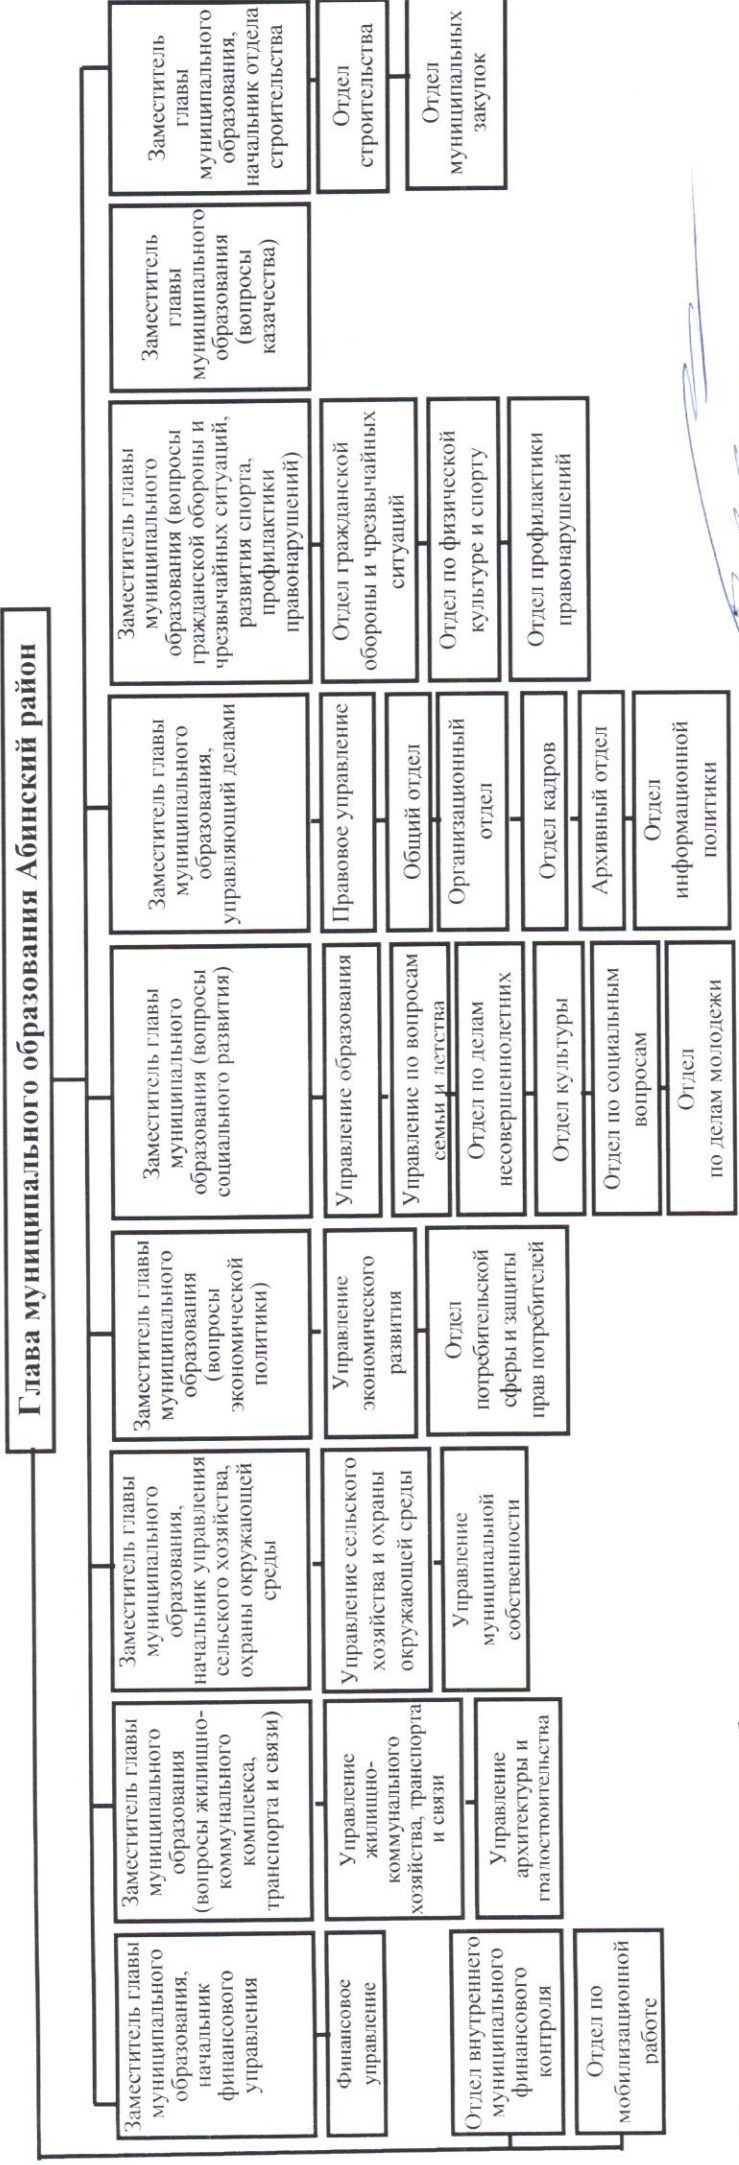 Глава муниципального образования Абинский район
Заместитель главы
муниципального
образования,
начальник
финансового
управления
Финансовое
управление
Отдел внутреннего
муниципального
финансового
контроля
Отдел по
мобилизационной
работе
Заместитель главы
муниципального
образования
(вопросы жилищно-
коммунального
комплекса,
транспорта и связи)
Управление
жилищно-
коммунального
хозяйства, транспорта
и связи
Управление
архитектуры и
градостроительства
Заместитель главы
муниципального
образования,
начальник управления
сельского хозяйства,
охраны окружающей
среды
Управление сельского
хозяйства и охраны
окружающей среды
Управление
муниципальной
собственности
Заместитель главы
муниципального
образования
(вопросы
экономической
политики)
Управление
экономического
развития
Отдел
потребительской
сферы и защиты
прав потребителей
Заместитель главы
муниципального
образования (вопросы
социального развития)
Управление образования
Управление по вопросам
семьи и детства
Отдел по делам
несовершеннолетних
Отдел культуры
Отдел по социальным
вопросам
Отдел
по делам молодежи
Заместитель главы
муниципального
образования,
управляющий делами
Правовое управление
Общий отдел
Организационный
отдел
Отдел кадров
Архивный отдел
Отдел
информационной
политики
Заместитель главы
муниципального
образования (вопросы
гражданской обороны и
чрезвычайных ситуаций,
развития спорта,
профилактики
правонарушений)
Отдел гражданской
обороны и чрезвычайных
ситуаций
Отдел по физической
культуре и спорту
Отдел профилактики
правонарушений
Заместитель
главы
муниципального
образования
(вопросы
казачества)
Заместитель
главы
муниципального
образования,
начальник отдела
строительства
Отдел
строительства
Отдел
муниципальных
закупок